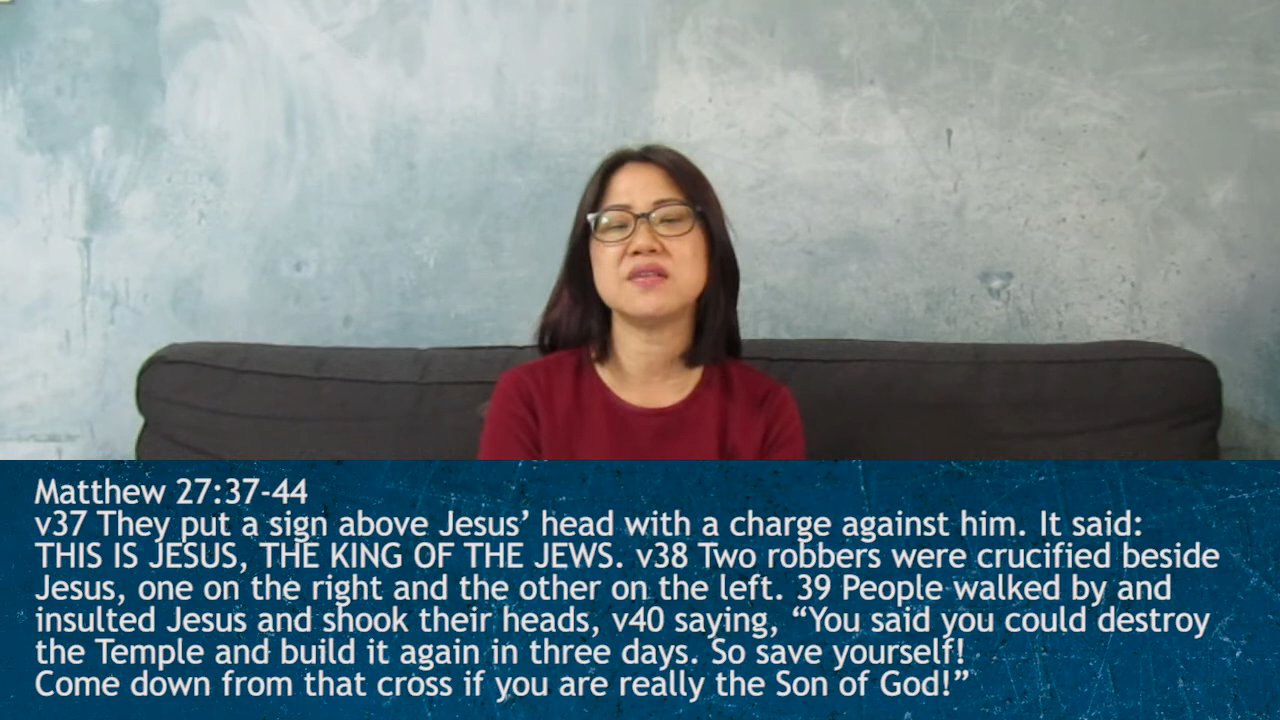 Matthew 27:37-44
v37 They put a sign above Jesus’ head with a charge against him. It said:
THIS IS JESUS, THE KING OF THE JEWS. v38 Two robbers were crucified beside
Jesus, one on the right and the other on the left. 39 People walked by and
insulted Jesus and shook their heads, v40 saying, “You said you could destroy
the Temple and build it again in three days. So save yourself!
Come down from that cross if you are really the Son of God!”